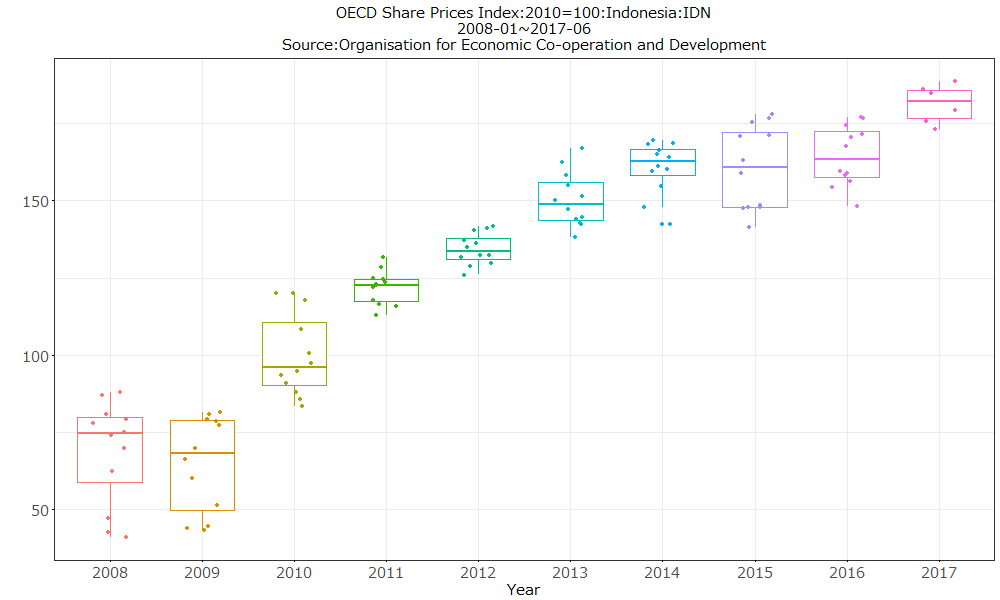 OECD Share Prices Index:2010=100:Indonesia:IDN
2008-01~2017-06
Source:Organisation for Economic Co-operation and Development
150
100
50
2008 2009 2010 2011 2012 2013 2014 2015 2016 2017
Year